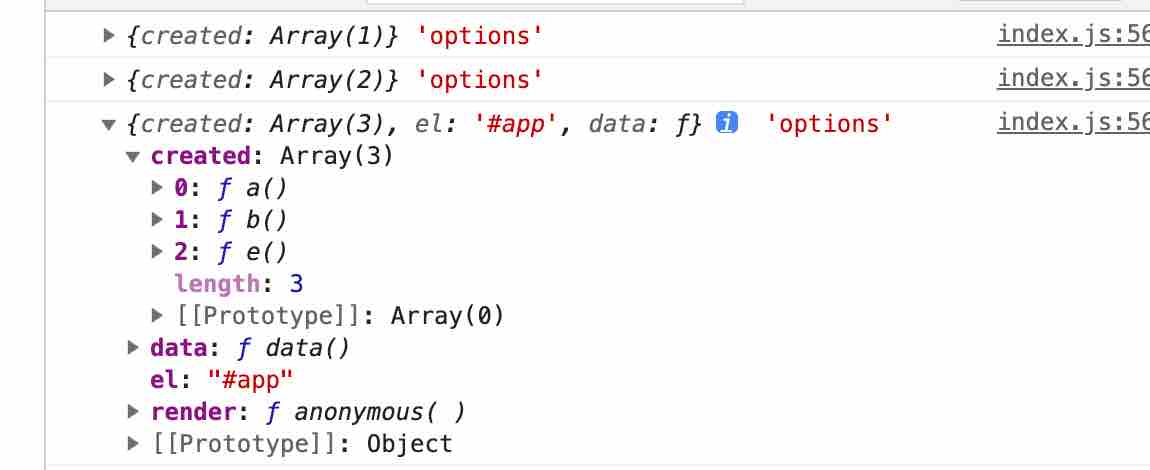 {created: Array(1)} 'options' index.js:56
{created: Array(2)} 'options' index.js:56
{created: Array(3), el: '#app', data: ƒ} i 'options' index.js:56
created: Array(3)
0: ƒ a()
1: ƒ b()
2: ƒ e()
length: 3
[[Prototype]]: Array(0)
data: ƒ data()
el: "#app"
render: ƒ anonymous( )
[[Prototype]]: Object